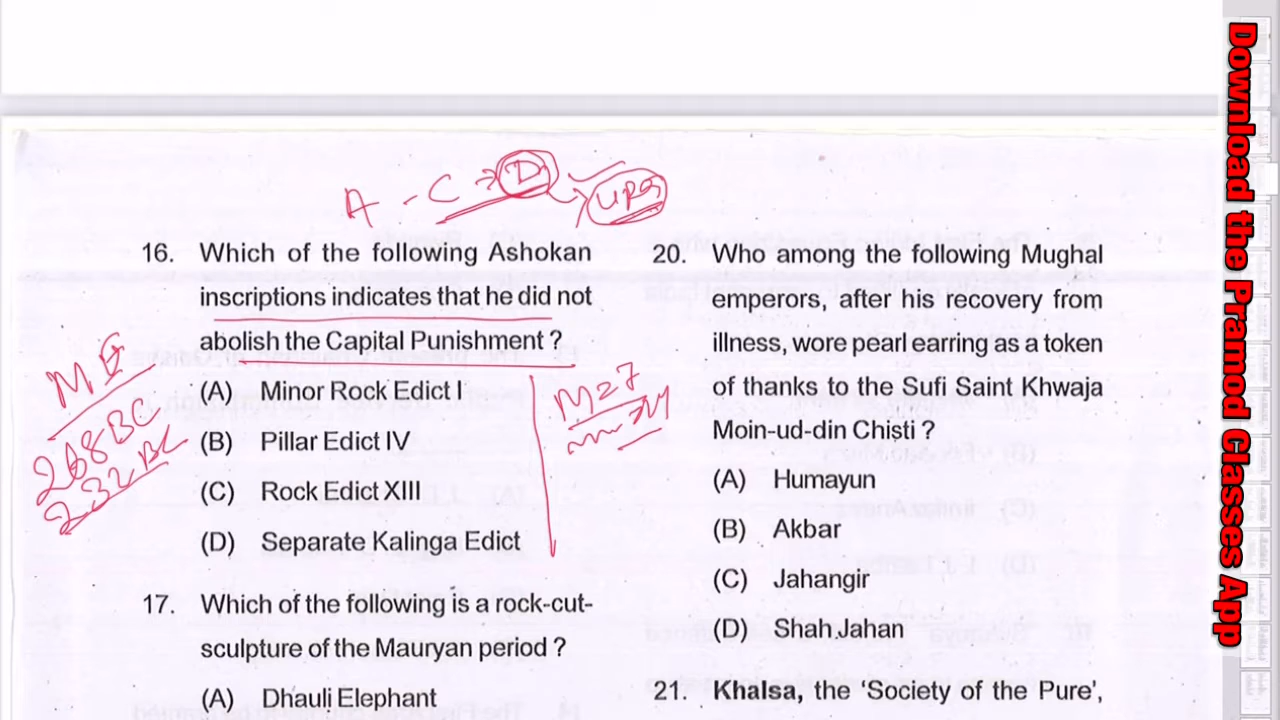 A - C → D UPG
16. Which of the following Ashokan
inscriptions indicates that he did not
abolish the Capital Punishment ?
(A) Minor Rock Edict I
(B) Pillar Edict IV
(C) Rock Edict XIII
(D) Separate Kalinga Edict
17. Which of the following is a rock-cut-
sculpture of the Mauryan period ?
(A) Dhauli Elephant
268 BC
232 BC
20. Who among the following Mughal
emperors, after his recovery from
illness, wore pearl earring as a token
of thanks to the Sufi Saint Khwaja
Moin-ud-din Chisti ?
(A) Humayun
(B) Akbar
(C) Jahangir
(D) Shah Jahan
21. Khalsa, the 'Society of the Pure',
Download the Pramod Classes App